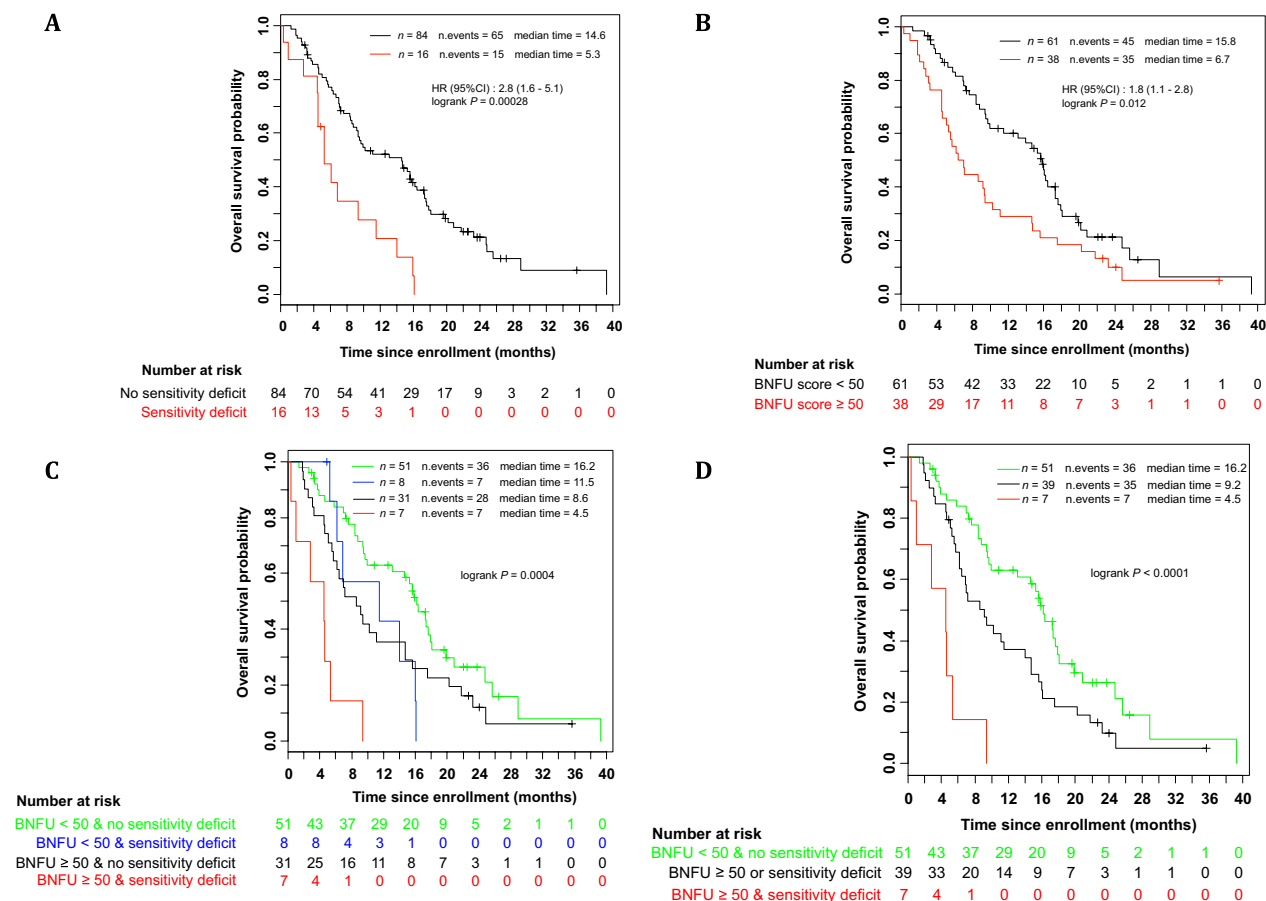 A
Overall survival probability
1.0
0.8
0.6
0.4
0.2
0.0
n = 84 n.events = 65 median time = 14.6
n = 16 n.events = 15 median time = 5.3
HR (95%CI) : 2.8 (1.6 - 5.1)
logrank P = 0.00028
0 4 8 12 16 20 24 28 32 36 40
Time since enrollment (months)
Number at risk
No sensitivity deficit 84 70 54 41 29 17 9 3 2 1 0
Sensitivity deficit 16 13 5 3 1 0 0 0 0 0 0
B
Overall survival probability
1.0
0.8
0.6
0.4
0.2
0.0
n = 61 n.events = 45 median time = 15.8
n = 38 n.events = 35 median time = 6.7
HR (95%CI) : 1.8 (1.1 - 2.8)
logrank P = 0.012
0 4 8 12 16 20 24 28 32 36 40
Time since enrollment (months)
Number at risk
BNFU score < 50 61 53 42 33 22 10 5 2 1 1 0
BNFU score ≥ 50 38 29 17 11 8 7 3 1 1 0 0
C
Overall survival probability
1.0
0.8
0.6
0.4
0.2
0.0
n = 51 n.events = 36 median time = 16.2
n = 8 n.events = 7 median time = 11.5
n = 31 n.events = 28 median time = 8.6
n = 7 n.events = 7 median time = 4.5
logrank P = 0.0004
0 4 8 12 16 20 24 28 32 36 40
Time since enrollment (months)
Number at risk
BNFU < 50 & no sensitivity deficit 51 43 37 29 20 9 5 2 1 1 0
BNFU < 50 & sensitivity deficit 8 8 4 3 1 0 0 0 0 0 0
BNFU ≥ 50 & no sensitivity deficit 31 25 16 11 8 7 3 1 1 0 0
BNFU ≥ 50 & sensitivity deficit 7 4 1 0 0 0 0 0 0 0 0
D
Overall survival probability
1.0
0.8
0.6
0.4
0.2
0.0
n = 51 n.events = 36 median time = 16.2
n = 39 n.events = 35 median time = 9.2
n = 7 n.events = 7 median time = 4.5
logrank P < 0.0001
0 4 8 12 16 20 24 28 32 36 40
Time since enrollment (months)
Number at risk
BNFU < 50 & no sensitivity deficit 51 43 37 29 20 9 5 2 1 1 0
BNFU ≥ 50 or sensitivity deficit 39 33 20 14 9 7 3 1 1 0 0
BNFU ≥ 50 & sensitivity deficit 7 4 1 0 0 0 0 0 0 0 0